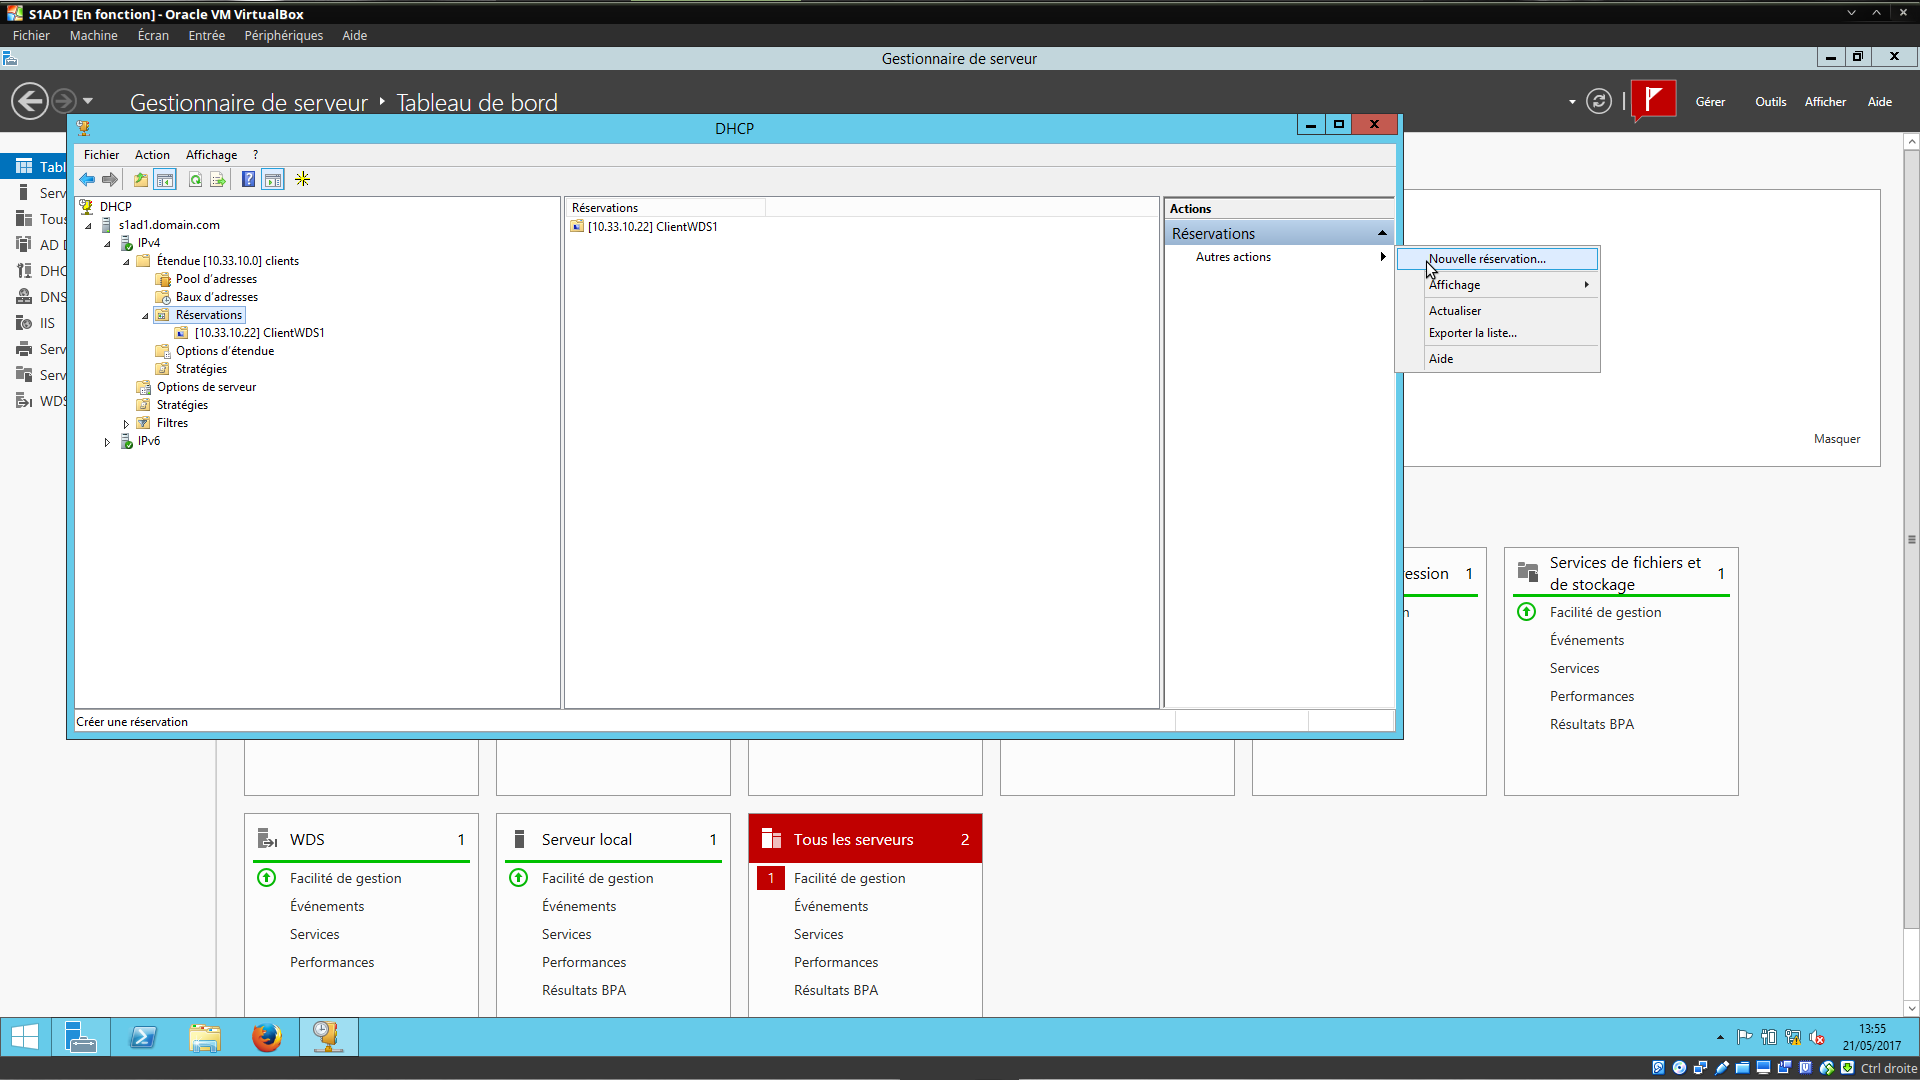 S1AD1 [En fonction] - Oracle VM VirtualBox
Fichier Machine Écran Entrée Périphériques Aide
Gestionnaire de serveur
Gestionnaire de serveur ‣ Tableau de bord
Gérer Outils Afficher Aide
DHCP
Fichier Action Affichage ?
Tabl
Serv
Tous
AD D
DHC
DNS
IIS
Serv
Serv
WDS
DHCP
s1ad1.domain.com
IPv4
Étendue [10.33.10.0] clients
Pool d'adresses
Baux d'adresses
Réservations
[10.33.10.22] ClientWDS1
Options d'étendue
Stratégies
Options de serveur
Stratégies
Filtres
IPv6
Réservations
[10.33.10.22] ClientWDS1
Actions
Réservations
Autres actions
Nouvelle réservation...
Affichage
Actualiser
Exporter la liste...
Aide
Masquer
Créer une réservation
ession 1
n
Services de fichiers et de stockage 1
Facilité de gestion
Événements
Services
Performances
Résultats BPA
WDS 1
Facilité de gestion
Événements
Services
Performances
Serveur local 1
Facilité de gestion
Événements
Services
Performances
Résultats BPA
Tous les serveurs 2
1 Facilité de gestion
Événements
Services
Performances
Résultats BPA
13:55
21/05/2017
Ctrl droite